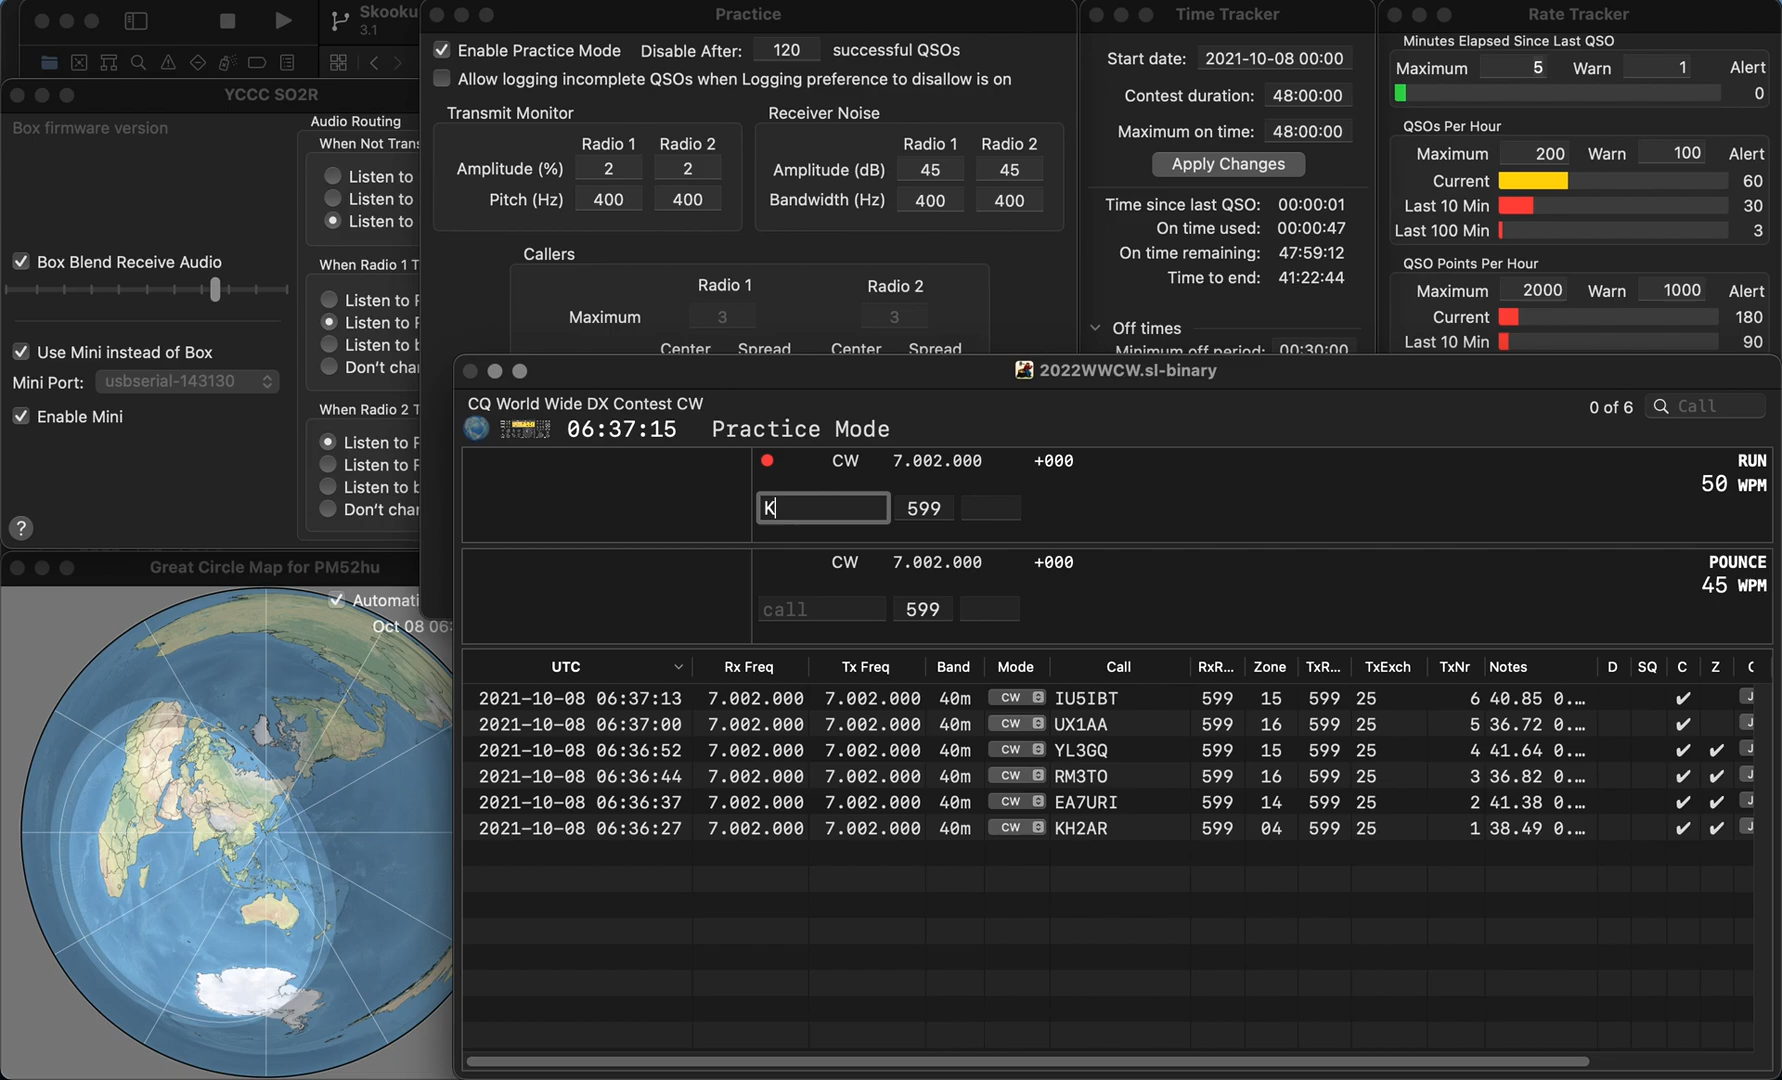 Skooku
3.1
YCCC SO2R
Box firmware version
Audio Routing
When Not Trans
Listen to
Listen to
Listen to
Box Blend Receive Audio
When Radio 1 T
Listen to F
Listen to F
Listen to b
Don't char
Use Mini instead of Box
Mini Port: usbserial-143130
Enable Mini
When Radio 2 T
Listen to F
Listen to F
Listen to b
Don't char
?
Great Circle Map for PM52hu
Automati
Oct 08 06:
Practice
Enable Practice Mode Disable After: 120 successful QSOs
Allow logging incomplete QSOs when Logging preference to disallow is on
Transmit Monitor
Radio 1 Radio 2
Amplitude (%) 2 2
Pitch (Hz) 400 400
Receiver Noise
Radio 1 Radio 2
Amplitude (dB) 45 45
Bandwidth (Hz) 400 400
Callers
Radio 1 Radio 2
Maximum 3 3
Center Spread Center Spread
Time Tracker
Start date: 2021-10-08 00:00
Contest duration: 48:00:00
Maximum on time: 48:00:00
Apply Changes
Time since last QSO: 00:00:01
On time used: 00:00:47
On time remaining: 47:59:12
Time to end: 41:22:44
Off times
Minimum off period: 00:30:00
Rate Tracker
Minutes Elapsed Since Last QSO
Maximum 5 Warn 1 Alert
0
QSOs Per Hour
Maximum 200 Warn 100 Alert
Current 60
Last 10 Min 30
Last 100 Min 3
QSO Points Per Hour
Maximum 2000 Warn 1000 Alert
Current 180
Last 10 Min 90
2022WWCW.sl-binary
CQ World Wide DX Contest CW
0 of 6 Call
06:37:15 Practice Mode
CW 7.002.000 +000 RUN
50 WPM
K 599
CW 7.002.000 +000 POUNCE
45 WPM
call 599
UTC Rx Freq Tx Freq Band Mode Call RxR... Zone TxR... TxExch TxNr Notes D SQ C Z C
2021-10-08 06:37:13 7.002.000 7.002.000 40m CW IU5IBT 599 15 599 25 6 40.85 0.… ✔ J
2021-10-08 06:37:00 7.002.000 7.002.000 40m CW UX1AA 599 16 599 25 5 36.72 0.… ✔ J
2021-10-08 06:36:52 7.002.000 7.002.000 40m CW YL3GQ 599 15 599 25 4 41.64 0.… ✔ ✔ J
2021-10-08 06:36:44 7.002.000 7.002.000 40m CW RM3TO 599 16 599 25 3 36.82 0.… ✔ ✔ J
2021-10-08 06:36:37 7.002.000 7.002.000 40m CW EA7URI 599 14 599 25 2 41.38 0.… ✔ ✔ J
2021-10-08 06:36:27 7.002.000 7.002.000 40m CW KH2AR 599 04 599 25 1 38.49 0.… ✔ ✔ J